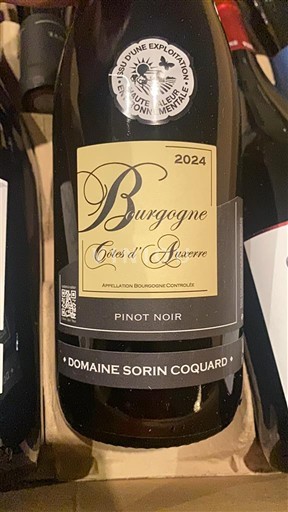 ISSU D'UNE EXPLOITATION
HAUTE VALEUR
ENVIRONNEMENTALE
2024
Bourgogne
Côtes d'Auxerre
APPELLATION BOURGOGNE CONTRÔLÉE
PINOT NOIR
• DOMAINE SORIN COQUARD •